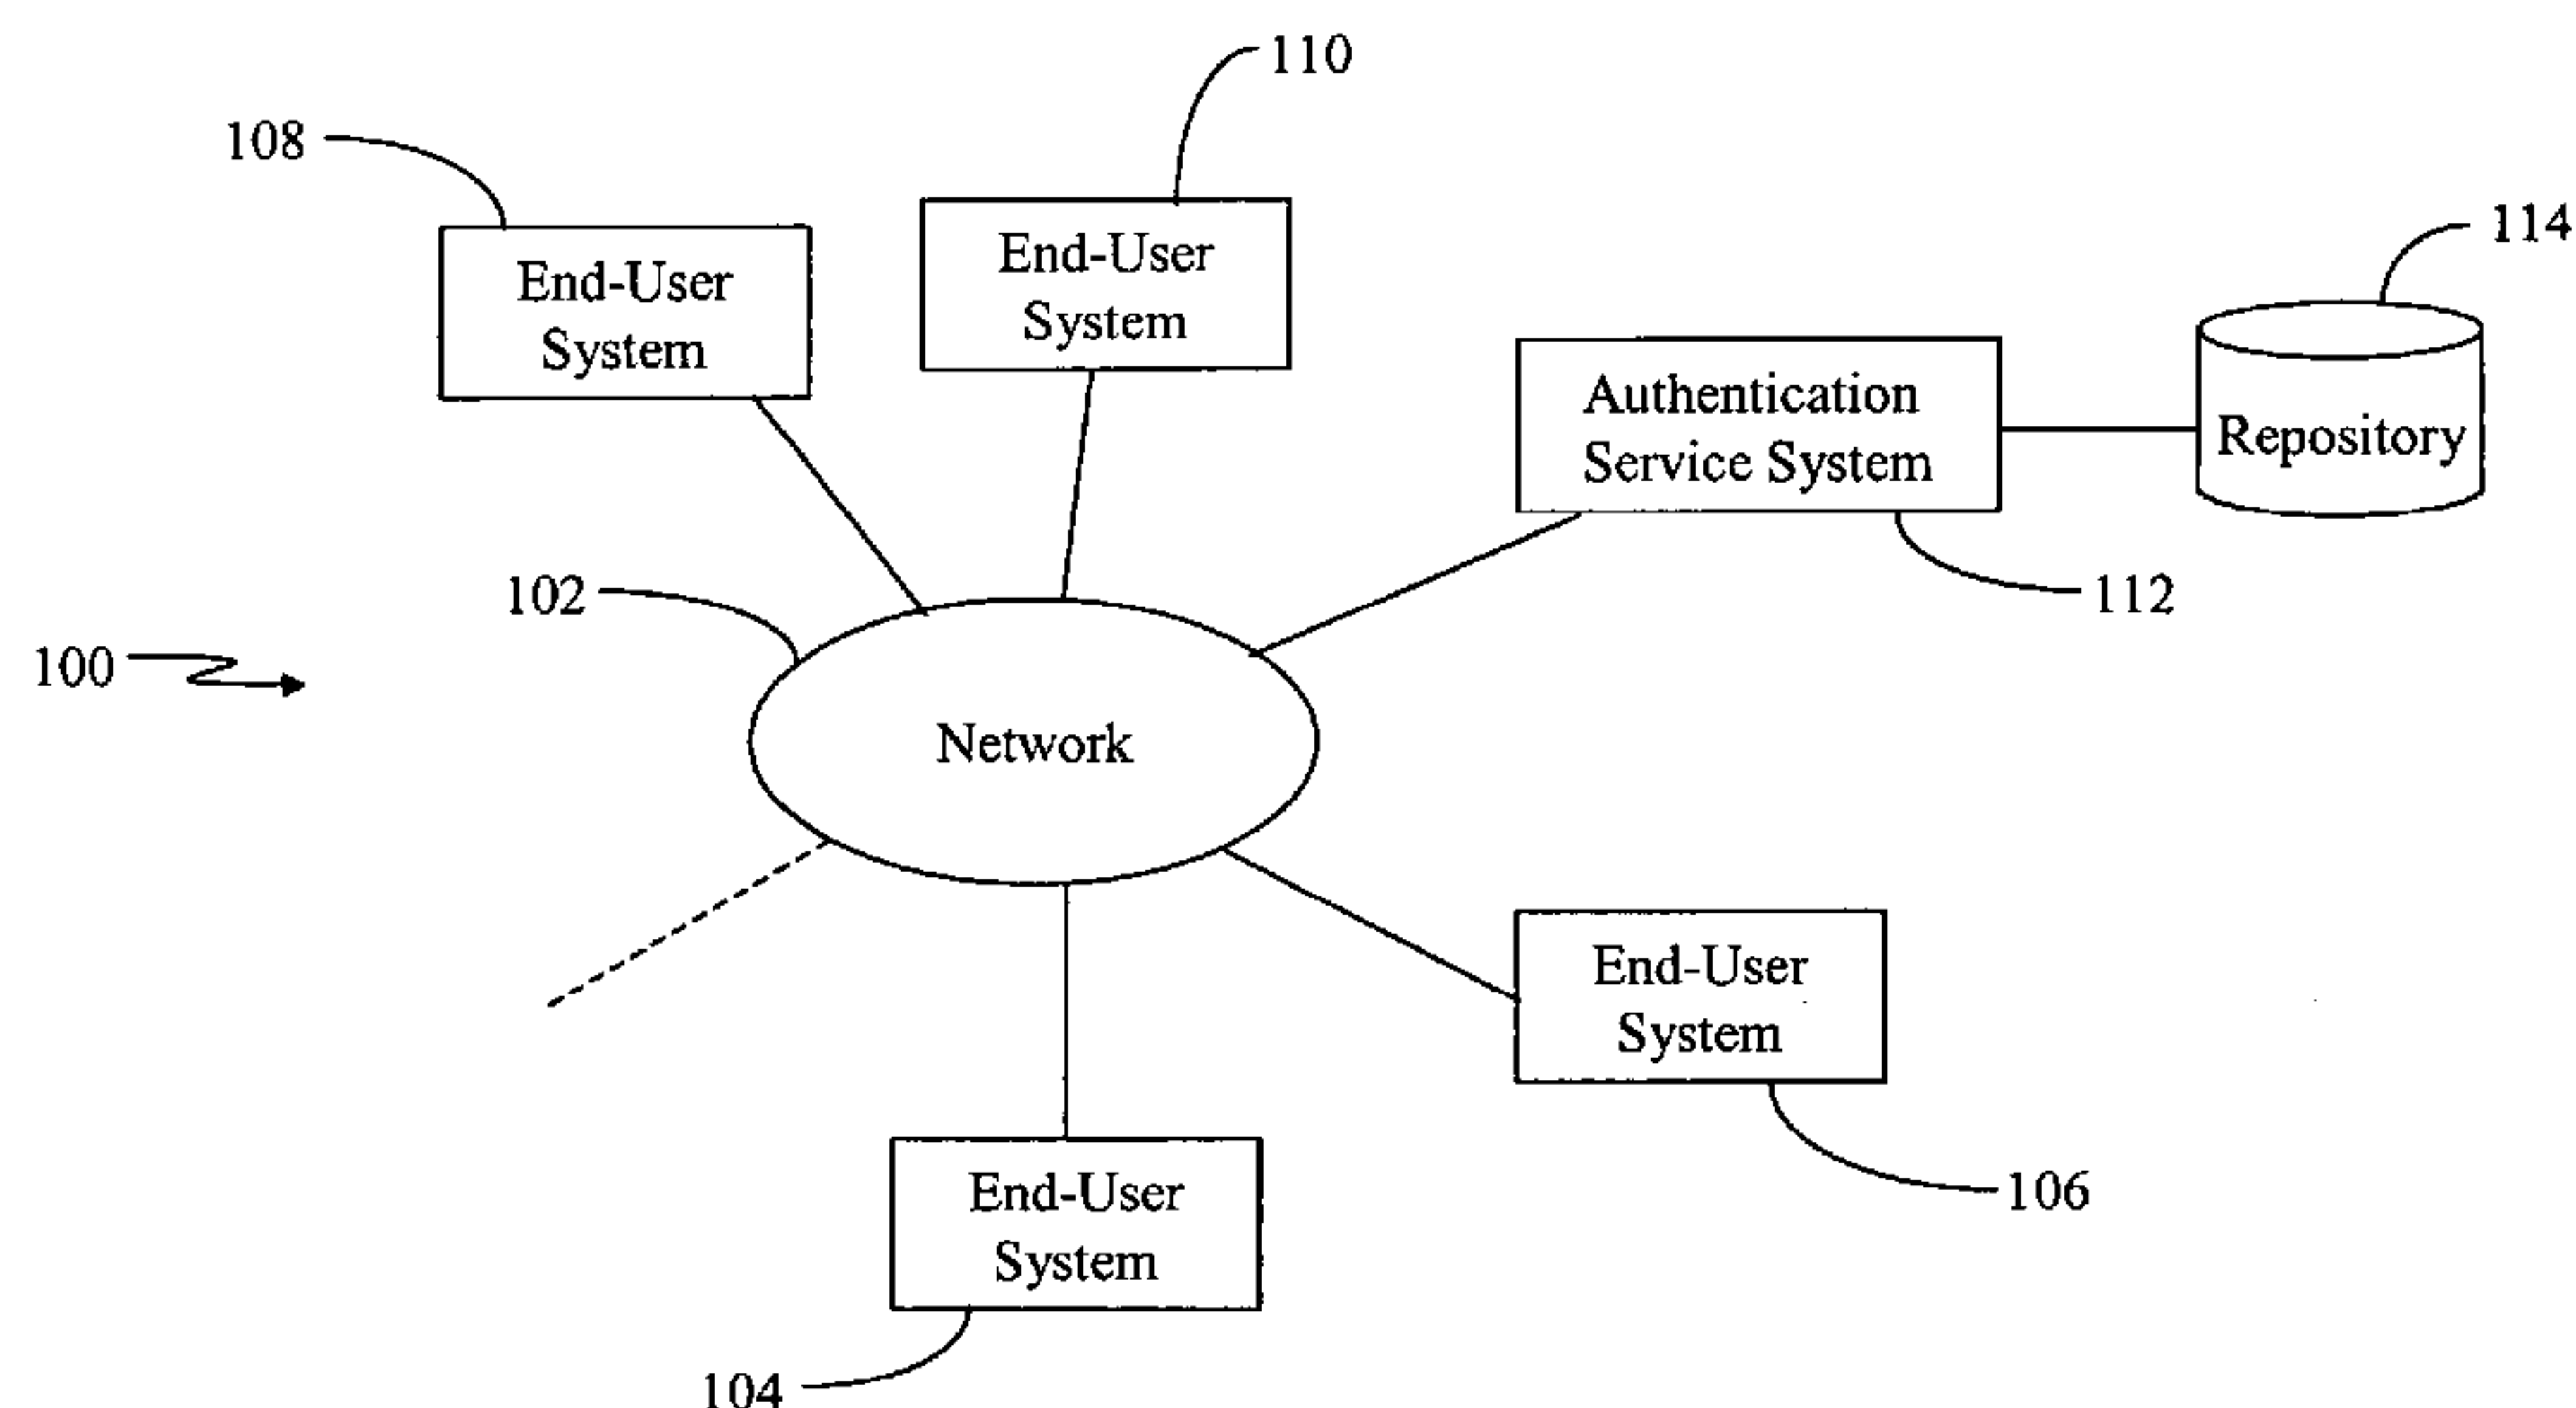 110
108
End-User
System
End-User
System
114
Authentication
Service System
Repository
102
112
100
Network
End-User
System
106
End-User
System
104